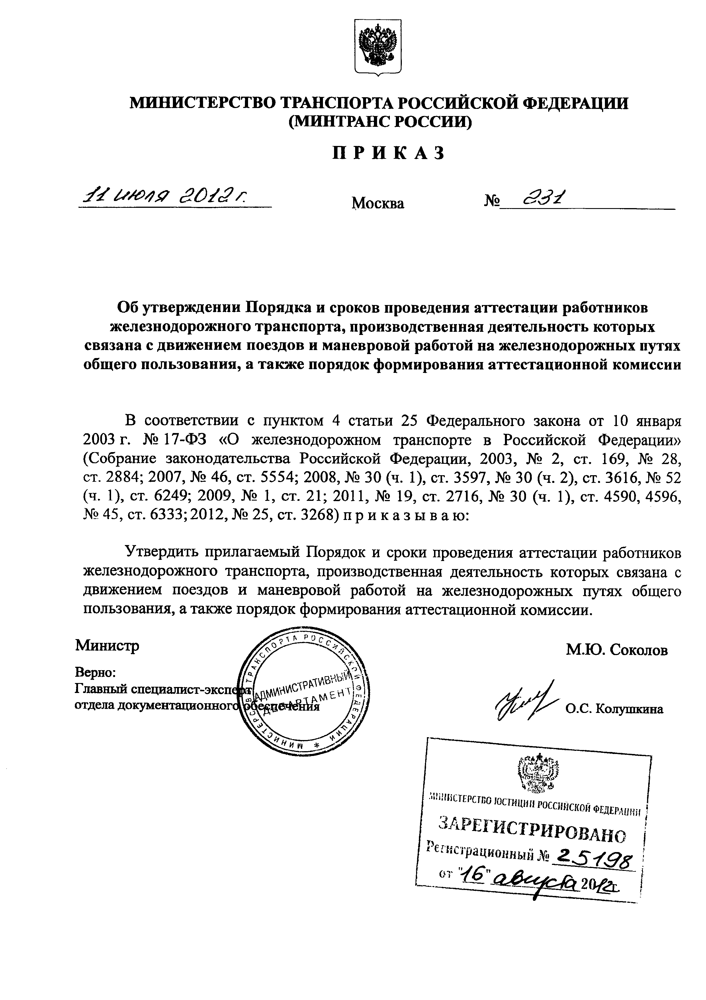 МИНИСТЕРСТВО ТРАНСПОРТА РОССИЙСКОЙ ФЕДЕРАЦИИ
(МИНТРАНС РОССИИ)
П Р И К А З
11 июля 2012 г. Москва № 231
Об утверждении Порядка и сроков проведения аттестации работников
железнодорожного транспорта, производственная деятельность которых
связана с движением поездов и маневровой работой на железнодорожных путях
общего пользования, а также порядок формирования аттестационной комиссии
В соответствии с пунктом 4 статьи 25 Федерального закона от 10 января
2003 г. № 17-ФЗ «О железнодорожном транспорте в Российской Федерации»
(Собрание законодательства Российской Федерации, 2003, № 2, ст. 169, № 28,
ст. 2884; 2007, № 46, ст. 5554; 2008, № 30 (ч. 1), ст. 3597, № 30 (ч. 2), ст. 3616, № 52
(ч. 1), ст. 6249; 2009, № 1, ст. 21; 2011, № 19, ст. 2716, № 30 (ч. 1), ст. 4590, 4596,
№ 45, ст. 6333; 2012, № 25, ст. 3268) п р и к а з ы в а ю:
Утвердить прилагаемый Порядок и сроки проведения аттестации работников
железнодорожного транспорта, производственная деятельность которых связана с
движением поездов и маневровой работой на железнодорожных путях общего
пользования, а также порядок формирования аттестационной комиссии.
Министр М.Ю. Соколов
Верно:
Главный специалист-эксперт
отдела документационного обеспечения О.С. Колушкина
МИНИСТЕРСТВО ТРАНСПОРТА РОССИЙСКОЙ ФЕДЕРАЦИИ *
АДМИНИСТРАТИВНЫЙ
ДЕПАРТАМЕНТ
МИНИСТЕРСТВО ЮСТИЦИИ РОССИЙСКОЙ ФЕДЕРАЦИИ
ЗАРЕГИСТРИРОВАНО
Регистрационный № 25198
от "16" августа 2012г.